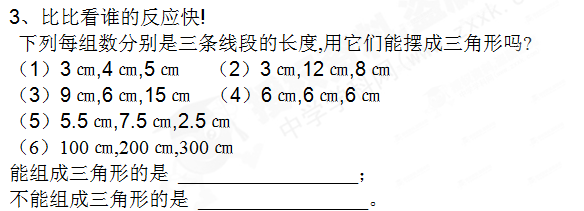 3、比比看谁的反应快!
下列每组数分别是三条线段的长度,用它们能摆成三角形吗?
（1）3 ㎝,4 ㎝,5 ㎝ （2）3 ㎝,12 ㎝,8 ㎝
（3）9 ㎝,6 ㎝,15 ㎝ （4）6 ㎝,6 ㎝,6 ㎝
（5）5.5 ㎝,7.5 ㎝,2.5 ㎝
（6）100 ㎝,200 ㎝,300 ㎝
能组成三角形的是 ________________；
不能组成三角形的是 ________________。